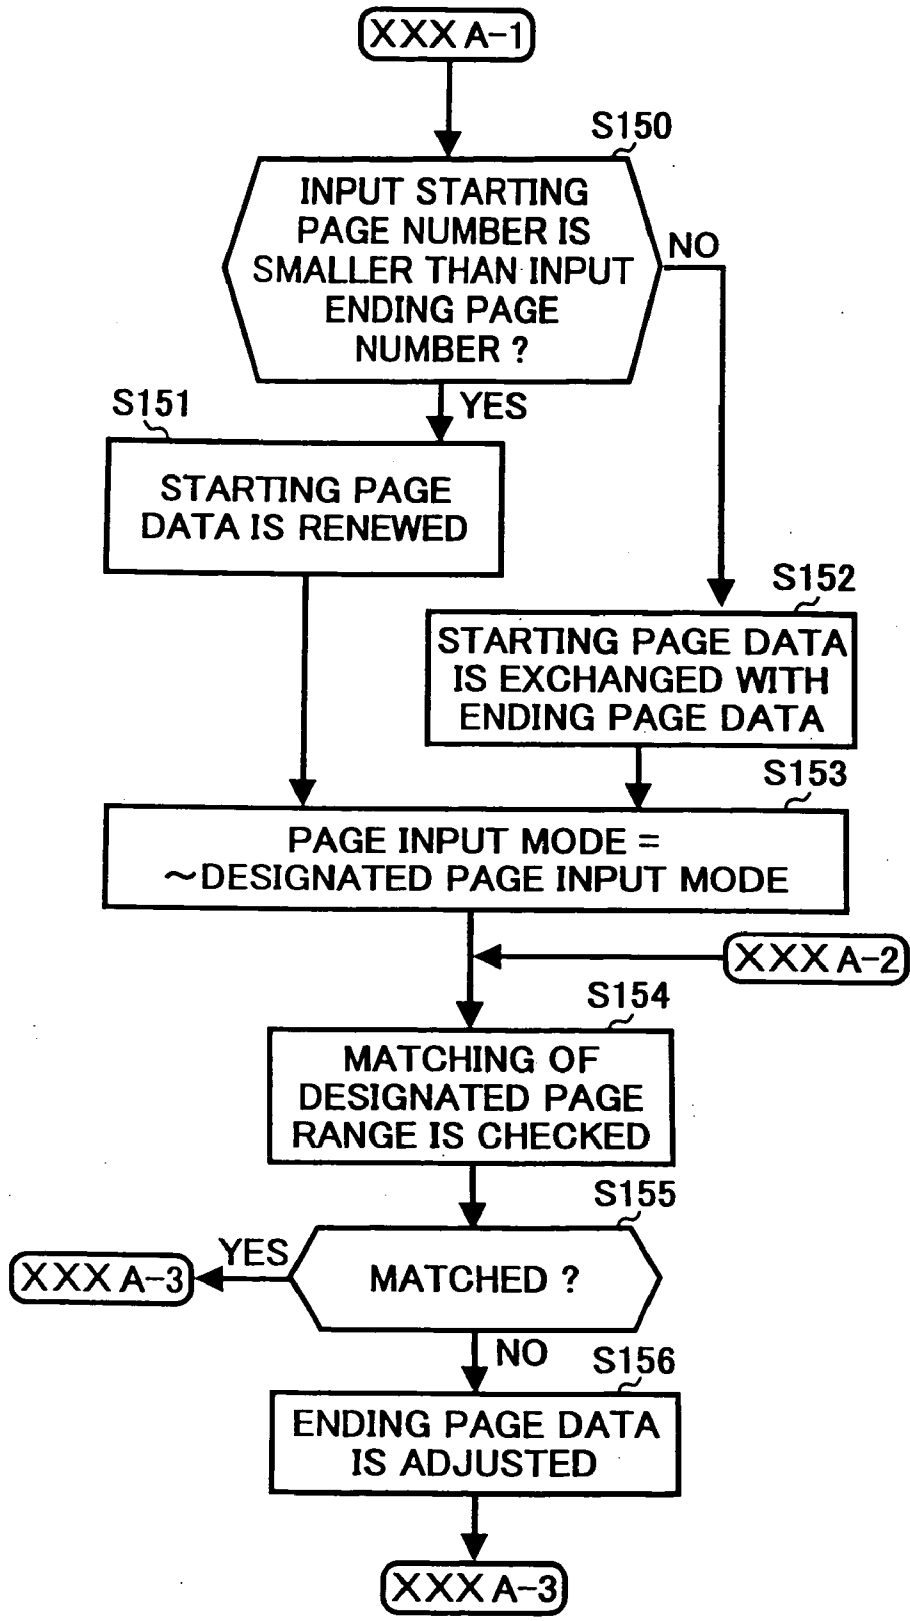 XXX A-1
S150
INPUT STARTING
PAGE NUMBER IS
SMALLER THAN INPUT
ENDING PAGE
NUMBER ?
NO
YES
S151
STARTING PAGE
DATA IS RENEWED
S152
STARTING PAGE DATA
IS EXCHANGED WITH
ENDING PAGE DATA
S153
PAGE INPUT MODE =
~DESIGNATED PAGE INPUT MODE
XXX A-2
S154
MATCHING OF
DESIGNATED PAGE
RANGE IS CHECKED
S155
YES
XXX A-3
MATCHED ?
NO
S156
ENDING PAGE DATA
IS ADJUSTED
XXX A-3